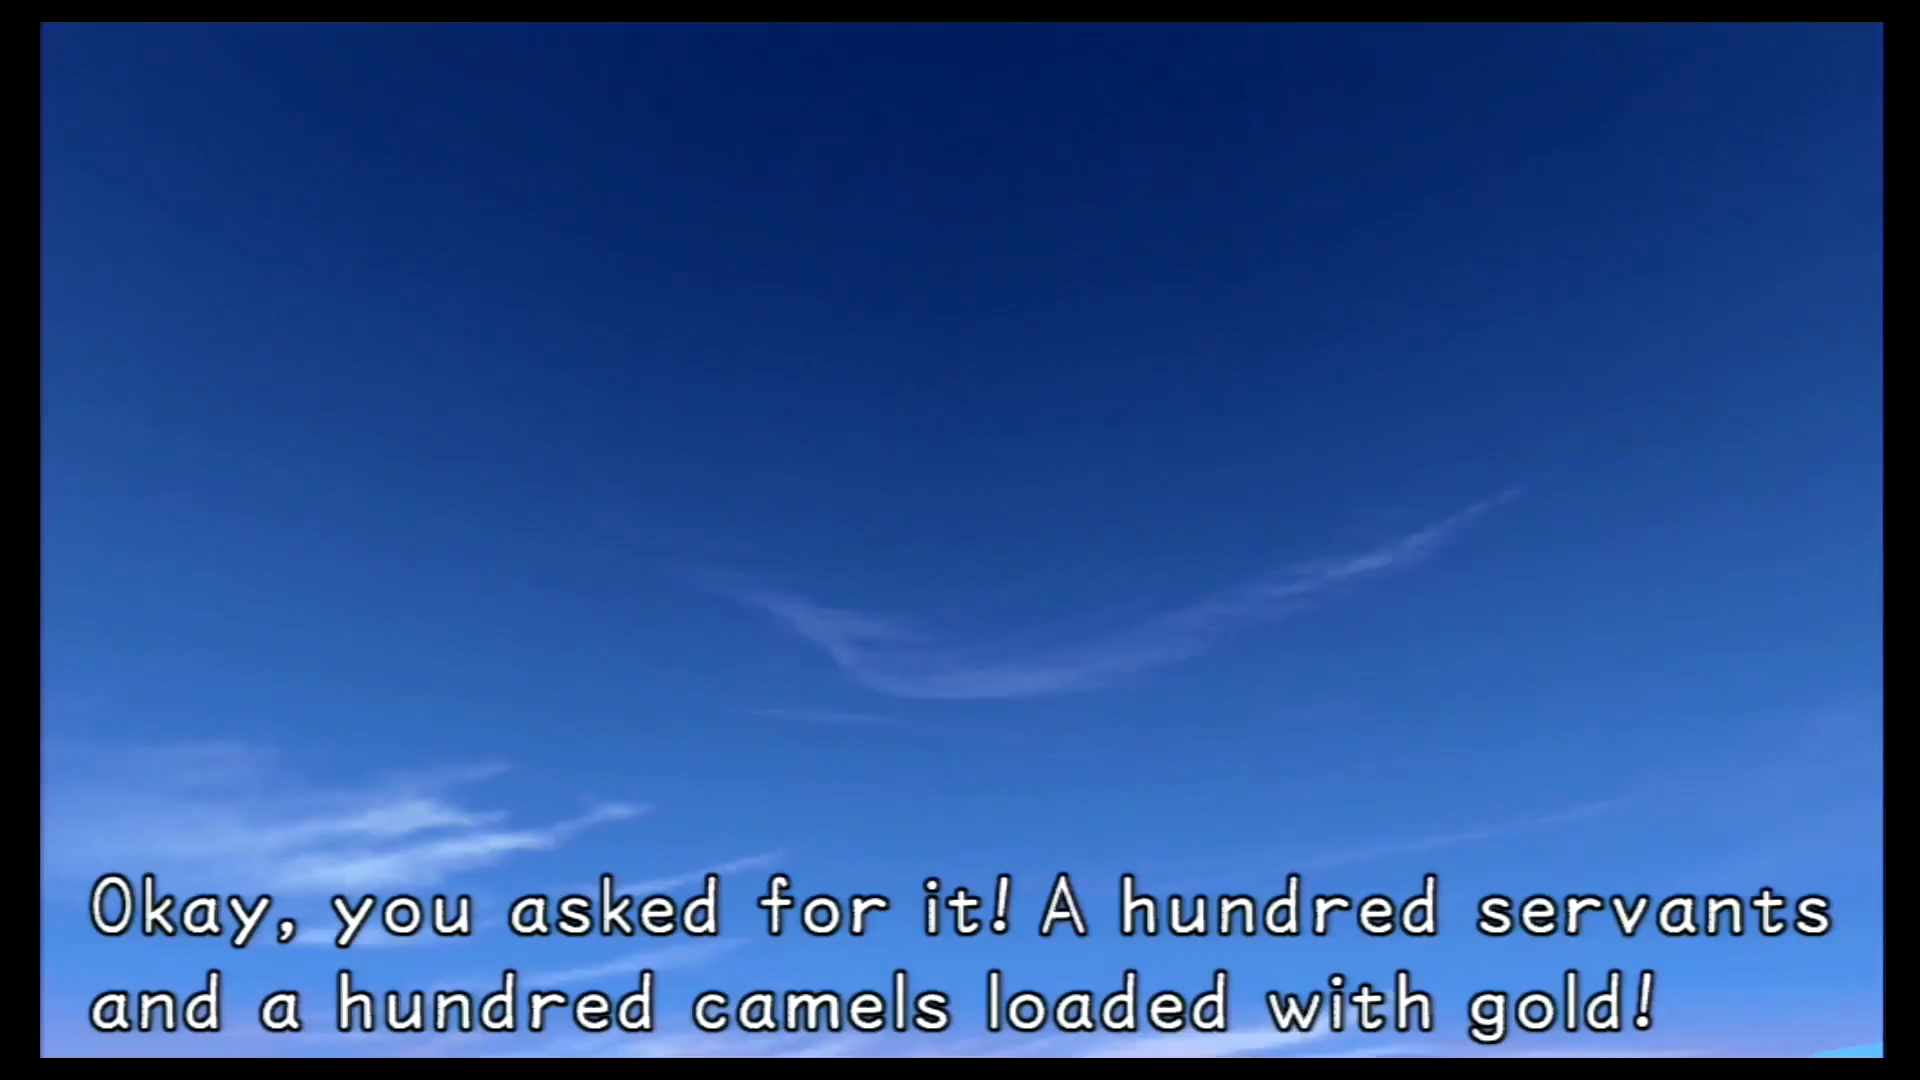 Okay, you asked for it! A hundred servants
and a hundred camels loaded with gold!